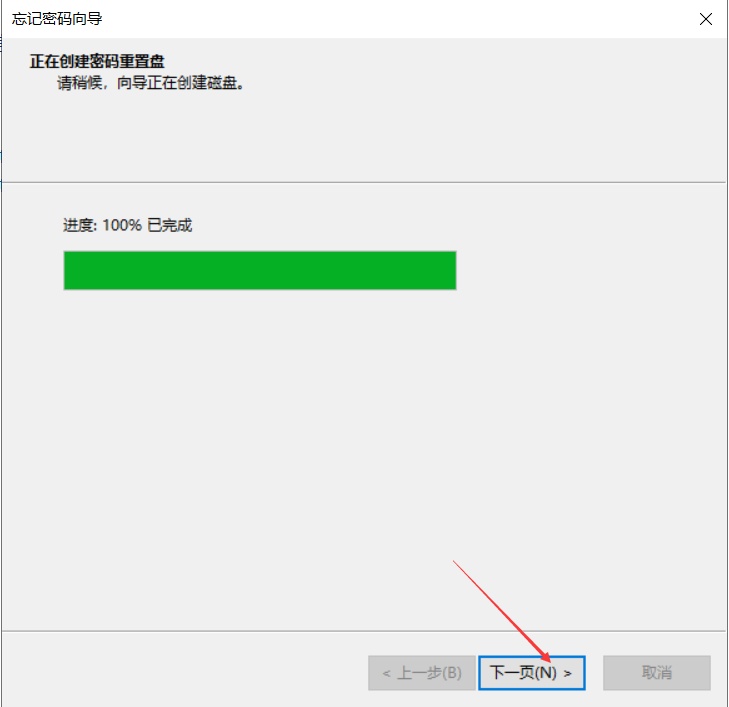 忘记密码向导
正在创建密码重置盘
请稍候，向导正在创建磁盘。
进度: 100% 已完成
< 上一步(B) 下一页(N) > 取消